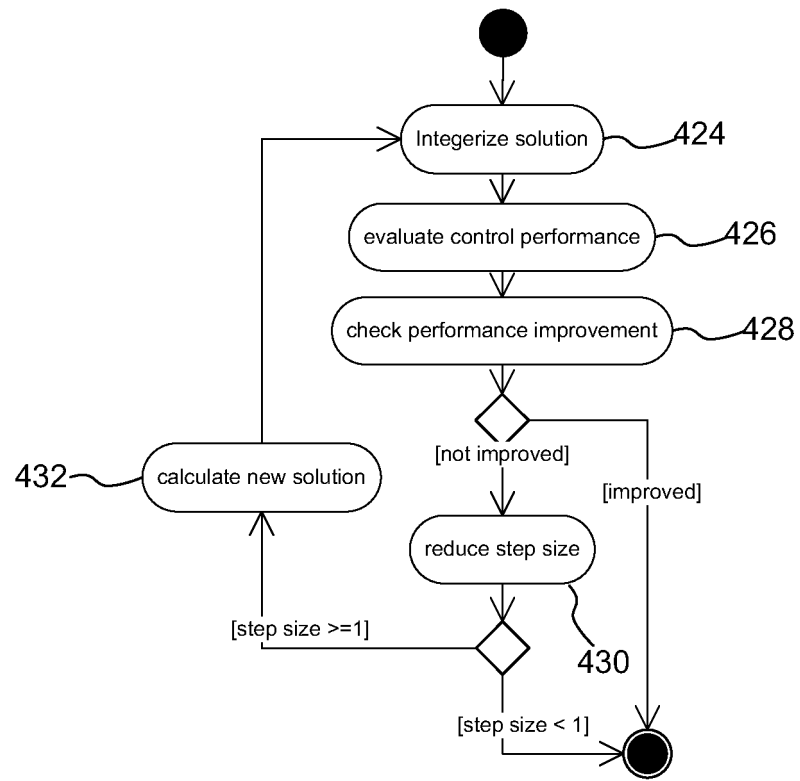 Integerize solution
424
evaluate control performance
426
check performance improvement
428
[not improved]
432
calculate new solution
[improved]
reduce step size
[step size >=1]
430
[step size < 1]